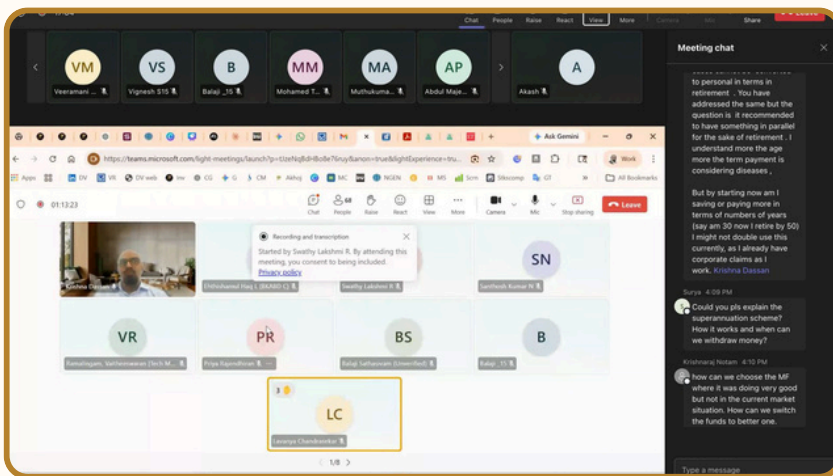 Chat People Raise React View More Camera Mic Share Leave
Meeting chat
VM
VS
B
MM
MA
AP
A
Veeramani ...
Vignesh S15
Balaji _15
Mohamed T...
Muthukuma...
Abdul Maje...
Akash
to personal in terms in
retirement . You have
addressed the same but the
question is it recommended
to have something in parallel
for the sake of retirement . I
understand more the age
more the term payment is
considering diseases ,
But by starting now am I
saving or paying more in
terms of numbers of years
(say am 30 now I retire by 50)
I might not double use this
currently, as I already have
corporate claims as I
work. Krishna Dassan
Surya 4:09 PM
Could you pls explain the
superannuation scheme?
How it works and when can
we withdraw money?
Krishnaraj Notam 4:10 PM
how can we choose the MF
where it was doing very good
but not in the current market
situation. How can we switch
the funds to better one.
Type a message
Ask Gemini
Work
Apps
All Bookmarks
01:13:23
68
Chat People Raise React View More Camera Mic Stop sharing Leave
Recording and transcription
Started by Swathy Lakshmi R. By attending this
meeting, you consent to being included.
Privacy policy
SN
Krishna Dassan
Swathy Lakshmi R
Santhosh Kumar N
VR
PR
BS
B
Priya Rajendhiran
Balaji Sathasivam (Unverified)
Balaji _15
3
LC
1/8